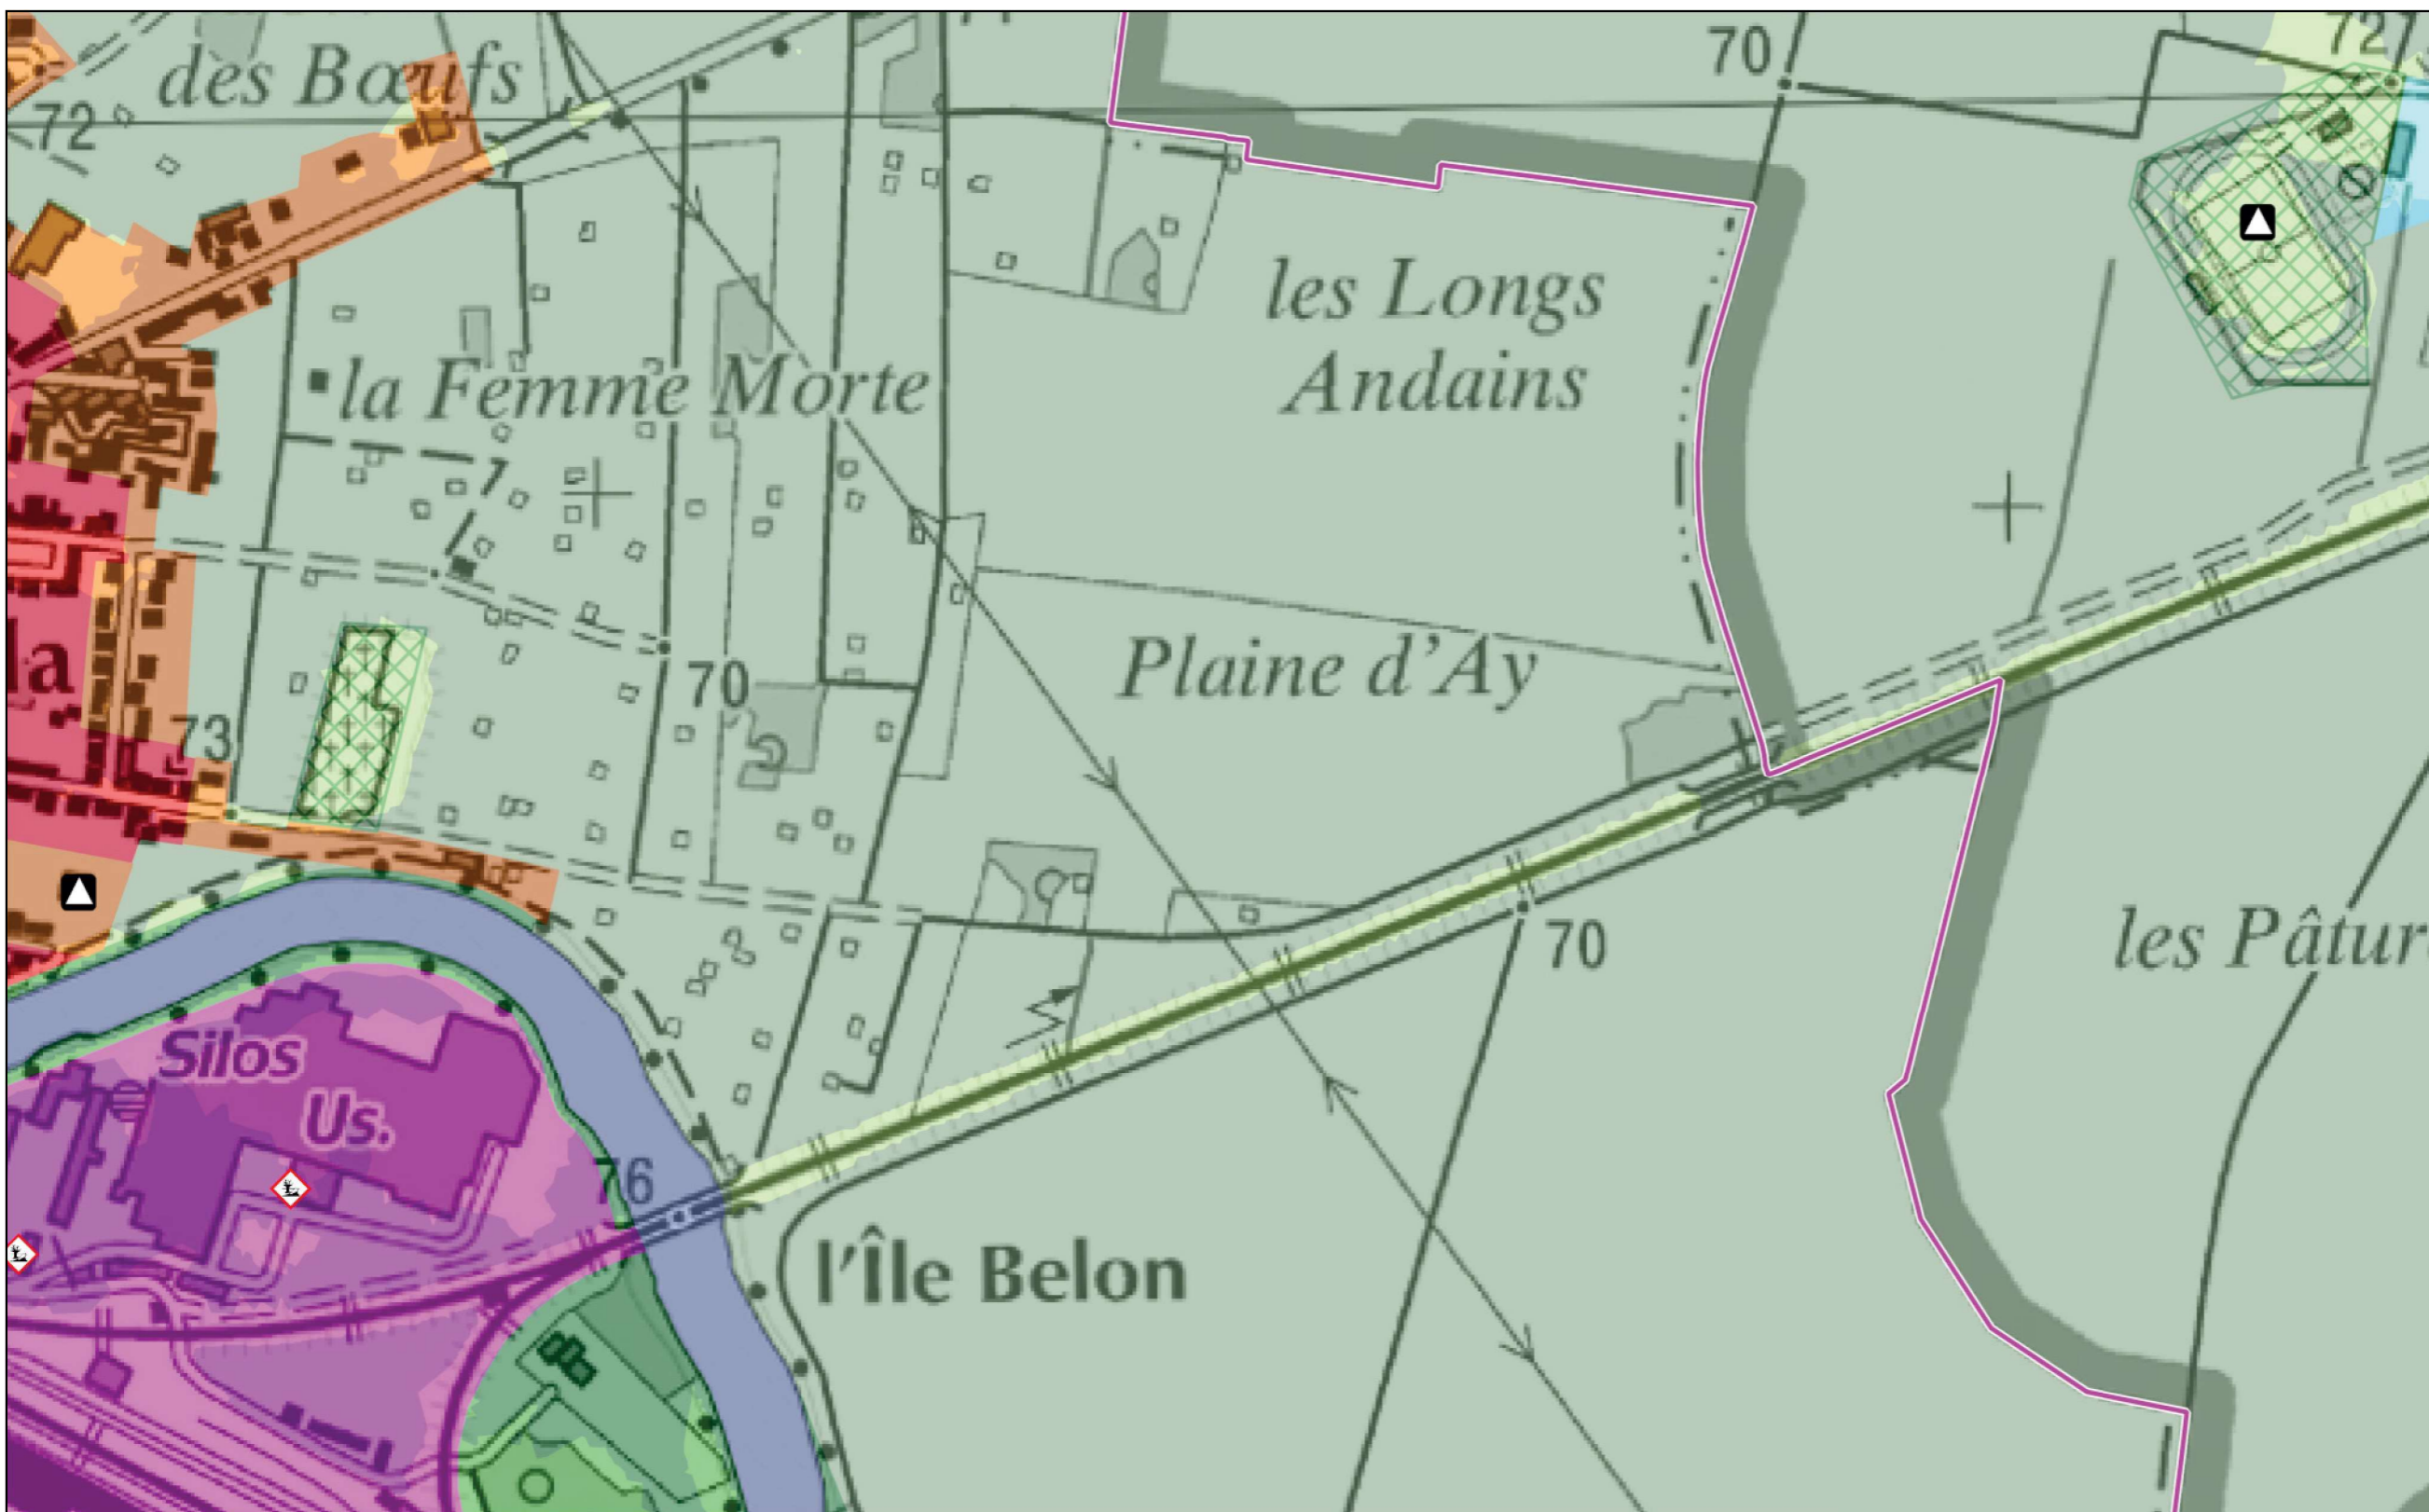 70
72
des Bœufs
72
les Longs
Andains
la Femme Morte
Plaine d'Ay
la
70
73
70
les Pâtur
Silos
Us.
76
l'Île Belon